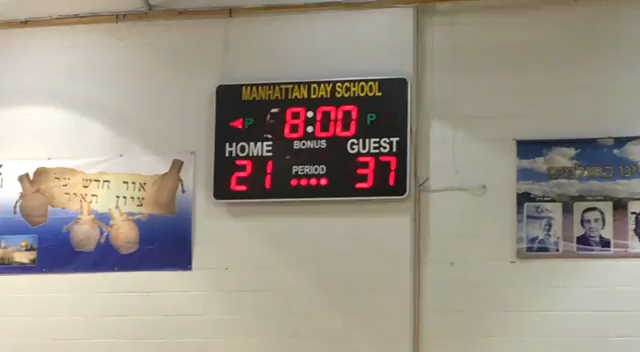 MANHATTAN DAY SCHOOL
P 8:00 P
HOME BONUS GUEST
21 PERIOD 37
אור חדש על
ציון תאיר